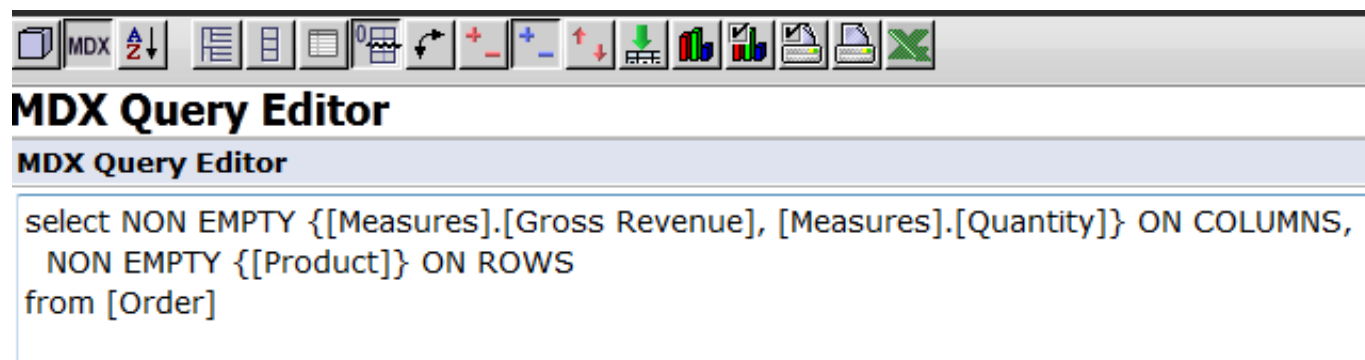 MDX A Z 0,
MDX Query Editor
MDX Query Editor
select NON EMPTY {[Measures].[Gross Revenue], [Measures].[Quantity]} ON COLUMNS,
NON EMPTY {[Product]} ON ROWS
from [Order]